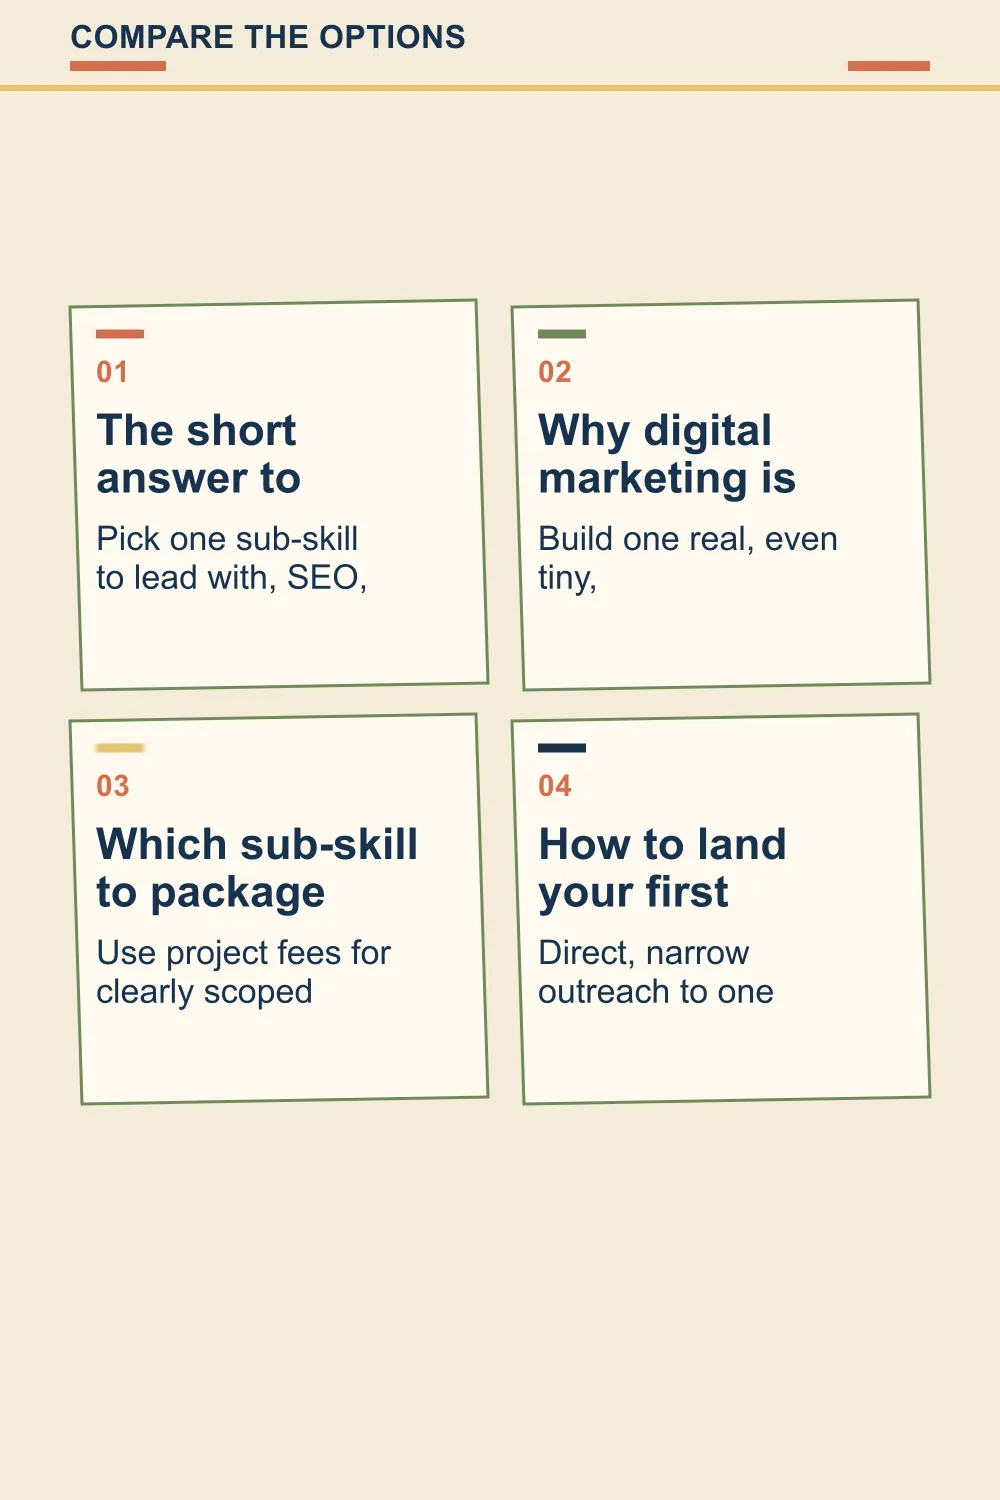 COMPARE THE OPTIONS
01
The short
answer to
Pick one sub-skill
to lead with, SEO,
02
Why digital
marketing is
Build one real, even
tiny,
03
Which sub-skill
to package
Use project fees for
clearly scoped
04
How to land
your first
Direct, narrow
outreach to one